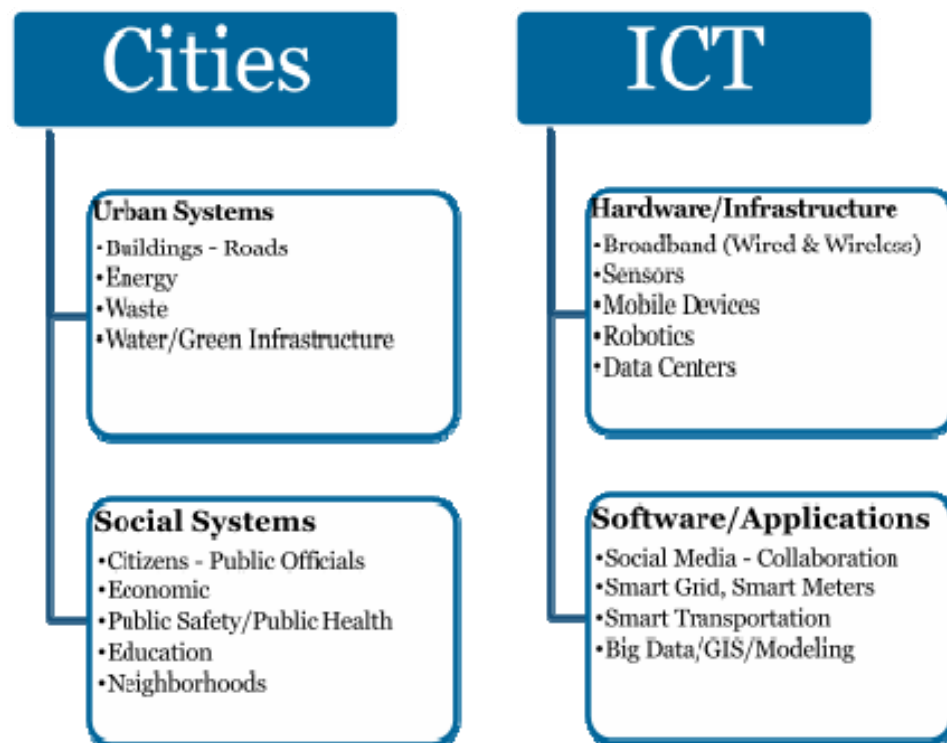 Cities
Urban Systems
•Buildings - Roads
•Energy
•Waste
•Water/Green Infrastructure
Social Systems
•Citizens - Public Officials
•Economic
•Public Safety/Public Health
•Education
•Neighborhoods
ICT
Hardware/Infrastructure
•Broadband (Wired & Wireless)
•Sensors
•Mobile Devices
•Robotics
•Data Centers
Software/Applications
•Social Media - Collaboration
•Smart Grid, Smart Meters
•Smart Transportation
•Big Data/GIS/Modeling